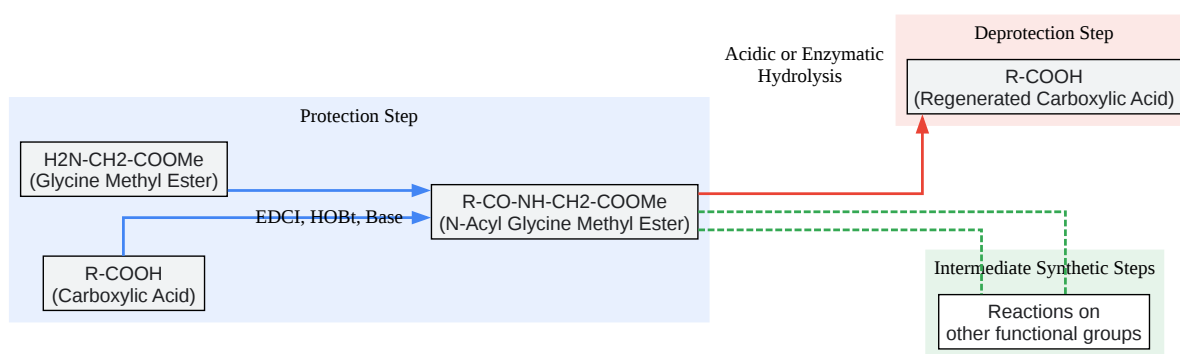 Protection Step
H2N-CH2-COOMe
(Glycine Methyl Ester)
EDCI, HOBt, Base
R-COOH
(Carboxylic Acid)
R-CO-NH-CH2-COOMe
(N-Acyl Glycine Methyl Ester)
Acidic or Enzymatic
Hydrolysis
Deprotection Step
R-COOH
(Regenerated Carboxylic Acid)
Intermediate Synthetic Steps
Reactions on
other functional groups